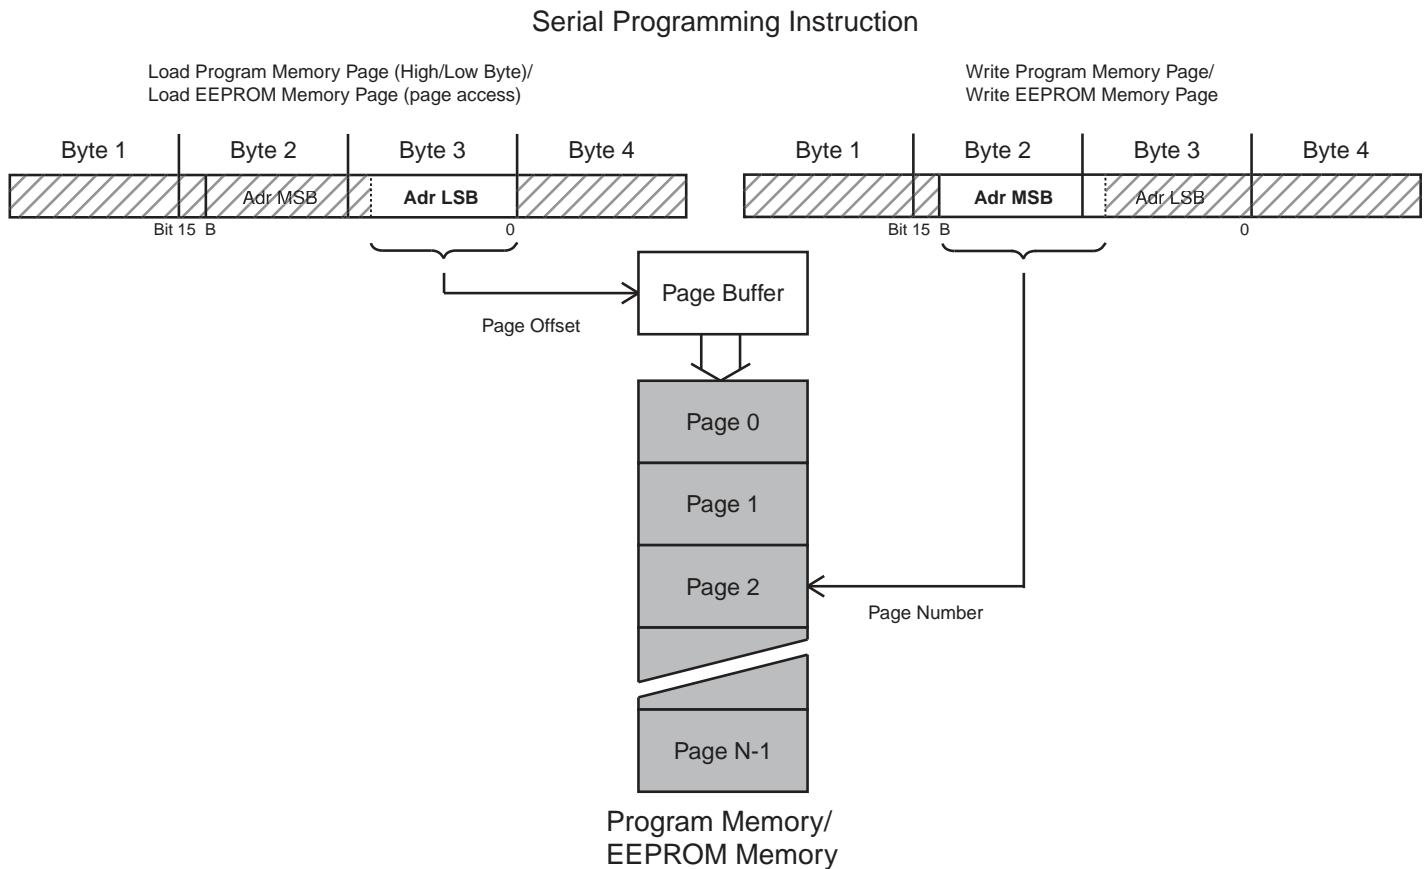 Serial Programming Instruction
Load Program Memory Page (High/Low Byte)/
Load EEPROM Memory Page (page access)
Write Program Memory Page/
Write EEPROM Memory Page
Byte 1 Byte 2 Byte 3 Byte 4
Adr MSB Adr LSB
Bit 15 B 0
Byte 1 Byte 2 Byte 3 Byte 4
Adr MSB Adr LSB
Bit 15 B 0
Page Buffer
Page Offset
Page 0
Page 1
Page 2
Page Number
Page N-1
Program Memory/
EEPROM Memory